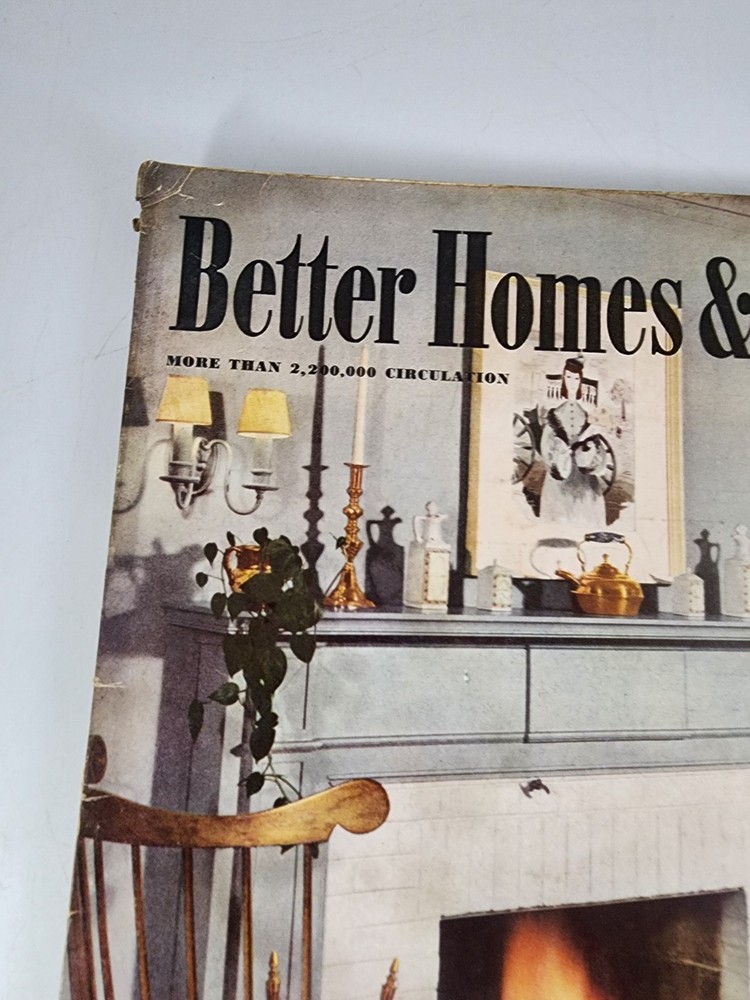 Better Homes &
MORE THAN 2,200,000 CIRCULATION